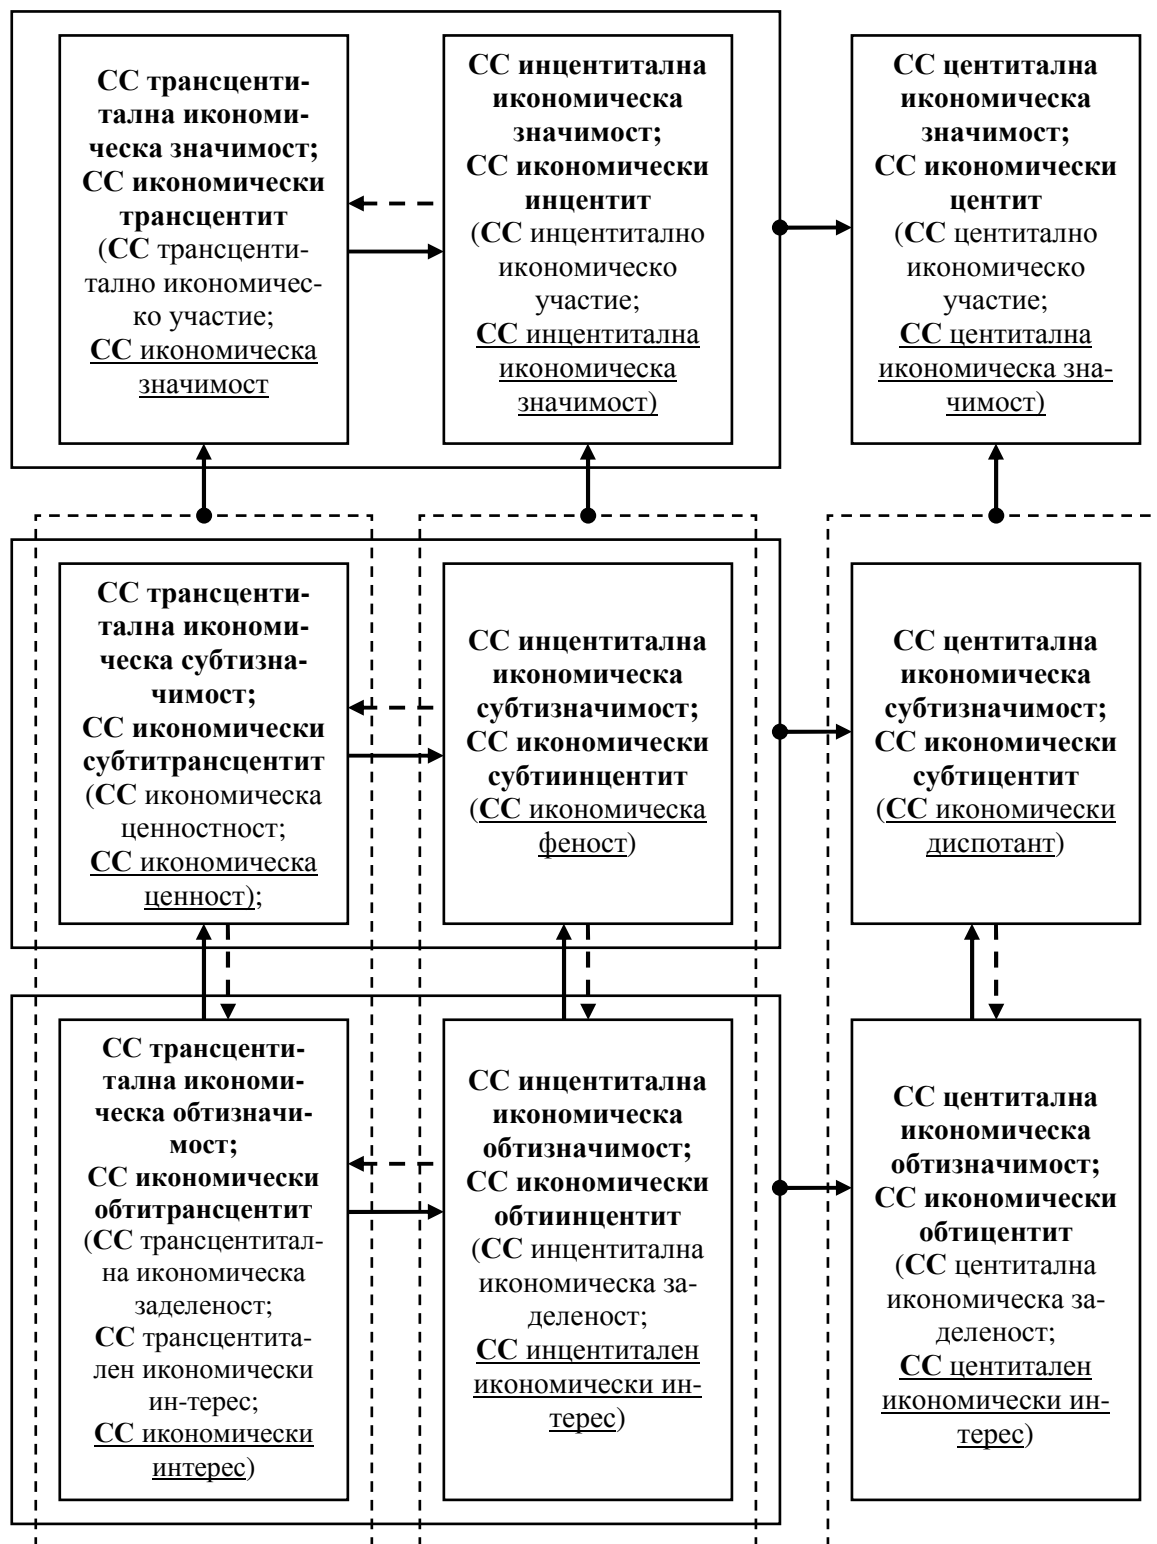 СС трансценти-
тална икономи-
ческа значимост;
СС икономически
трансцентит
(СС трансценти-
тално икономичес-
ко участие;
СС икономическа
значимост
СС инцентитална
икономическа
значимост;
СС икономически
инцентит
(СС инцентитално
икономическо
участие;
СС инцентитална
икономическа
значимост)
СС центитална
икономическа
значимост;
СС икономически
центит
(СС центитално
икономическо
участие;
СС центитална
икономическа зна-
чимост)
СС трансценти-
тална икономи-
ческа субтизна-
чимост;
СС икономически
субтитрансцентит
(СС икономическа
ценностност;
СС икономическа
ценност);
СС инцентитална
икономическа
субтизначимост;
СС икономически
субтиинцентит
(СС икономическа
феност)
СС центитална
икономическа
субтизначимост;
СС икономически
субтицентит
(СС икономически
диспотант)
СС трансценти-
тална икономи-
ческа обтизначи-
мост;
СС икономически
обтитрансцентит
(СС трансцентитал-
на икономическа
заделеност;
СС трансцентита-
лен икономически
ин-терес;
СС икономически
интерес)
СС инцентитална
икономическа
обтизначимост;
СС икономически
обтиинцентит
(СС инцентитална
икономическа за-
деленост;
СС инцентитален
икономически ин-
терес)
СС центитална
икономическа
обтизначимост;
СС икономически
обтицентит
(СС центитална
икономическа за-
деленост;
СС центитален
икономически ин-
терес)